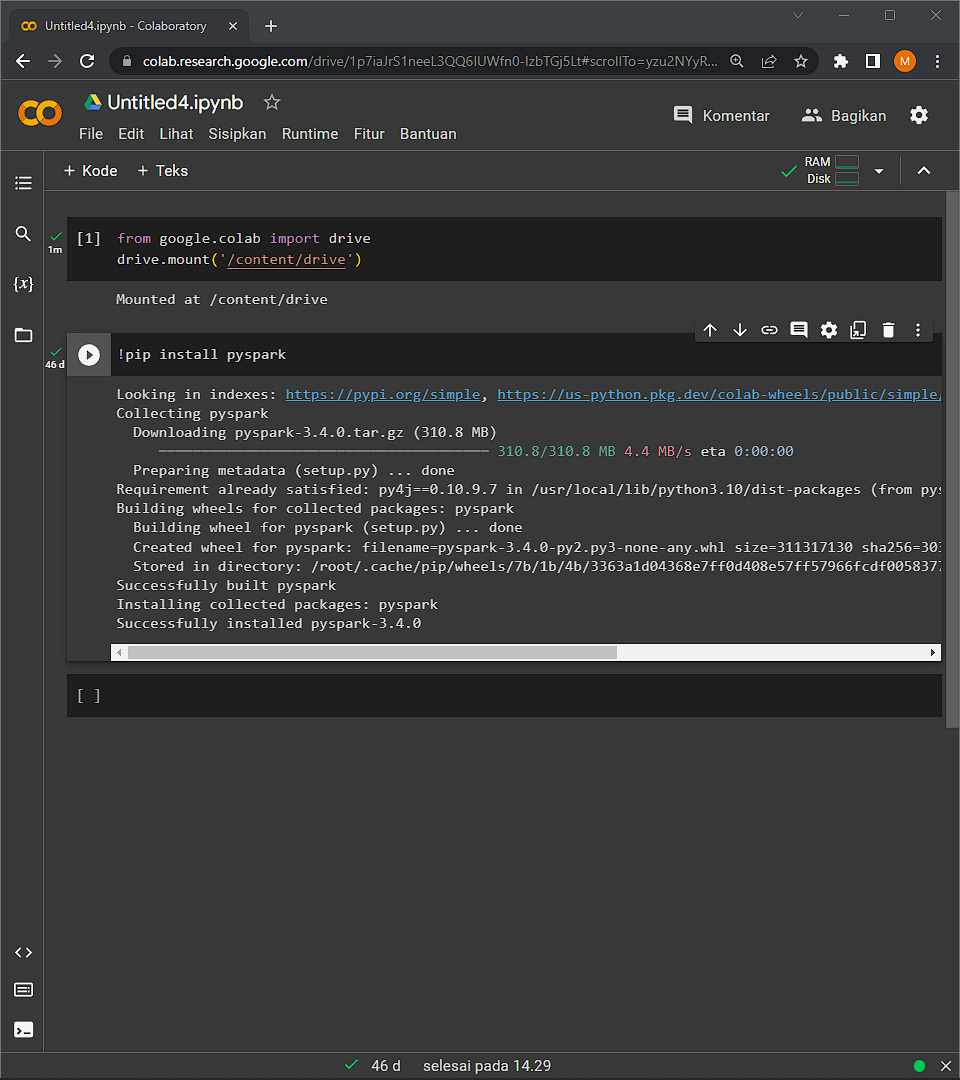 Untitled4.ipynb - Colaboratory
colab.research.google.com/drive/1p7iaJrS1neeL3QQ6IUWfn0-IzbTGj5Lt#scrollTo=yzu2NYyR...
M
CO
Untitled4.ipynb
File Edit Lihat Sisipkan Runtime Fitur Bantuan
Komentar Bagikan
+ Kode + Teks
RAM
Disk
1m
[1] from google.colab import drive
drive.mount('/content/drive')
Mounted at /content/drive
{x}
46 d
!pip install pyspark
Looking in indexes: https://pypi.org/simple, https://us-python.pkg.dev/colab-wheels/public/simple/
Collecting pyspark
Downloading pyspark-3.4.0.tar.gz (310.8 MB)
310.8/310.8 MB 4.4 MB/s eta 0:00:00
Preparing metadata (setup.py) ... done
Requirement already satisfied: py4j==0.10.9.7 in /usr/local/lib/python3.10/dist-packages (from pys
Building wheels for collected packages: pyspark
Building wheel for pyspark (setup.py) ... done
Created wheel for pyspark: filename=pyspark-3.4.0-py2.py3-none-any.whl size=311317130 sha256=303
Stored in directory: /root/.cache/pip/wheels/7b/1b/4b/3363a1d04368e7ff0d408e57ff57966fcdf0058377
Successfully built pyspark
Installing collected packages: pyspark
Successfully installed pyspark-3.4.0
[ ]
46 d selesai pada 14.29